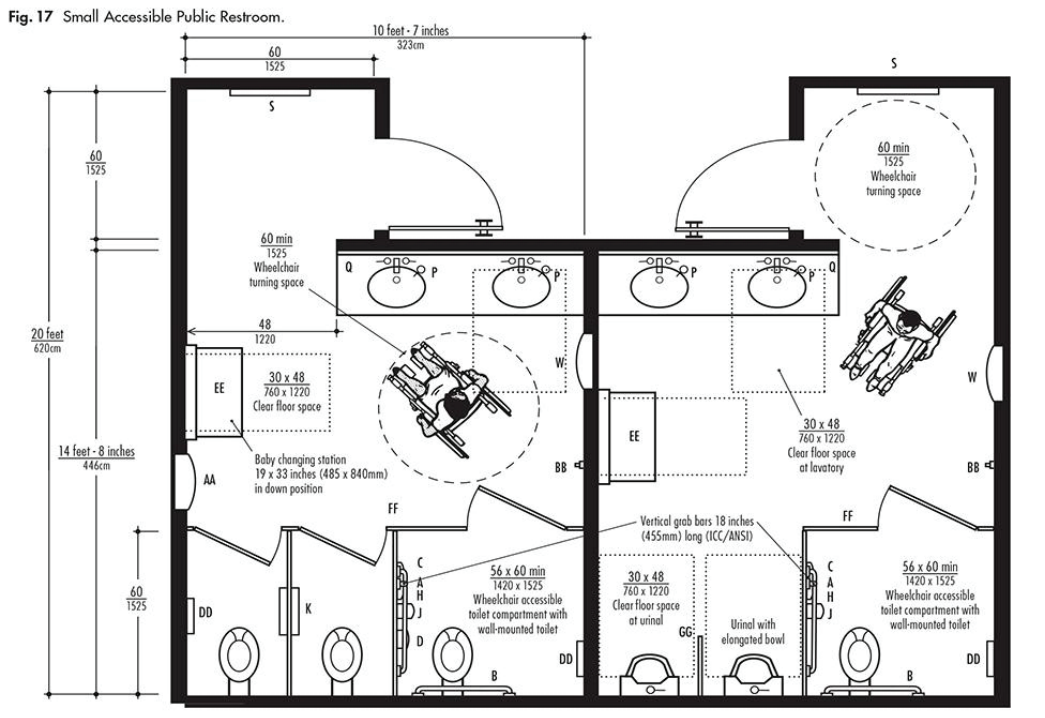 Fig. 17 Small Accessible Public Restroom.
10 feet - 7 inches
323cm
60
1525
S
S
60
1525
60 min
1525
Wheelchair
turning space
60 min
1525
Wheelchair
turning space
Q
P
P
P
P
Q
20 feet
620cm
48
1220
EE
30 x 48
760 x 1220
Clear floor space
W
W
14 feet - 8 inches
446cm
EE
30 x 48
760 x 1220
Clear floor space
at lavatory
Baby changing station
19 x 33 inches (485 x 840mm)
in down position
AA
BB
BB
FF
FF
Vertical grab bars 18 inches
(455mm) long (ICC/ANSI)
60
1525
DD
K
C
A
H
J
D
56 x 60 min
1420 x 1525
Wheelchair accessible
toilet compartment with
wall-mounted toilet
DD
B
30 x 48
760 x 1220
Clear floor space
at urinal
GG
Urinal with
elongated bowl
C
A
H
J
56 x 60 min
1420 x 1525
Wheelchair accessible
toilet compartment with
wall-mounted toilet
DD
B